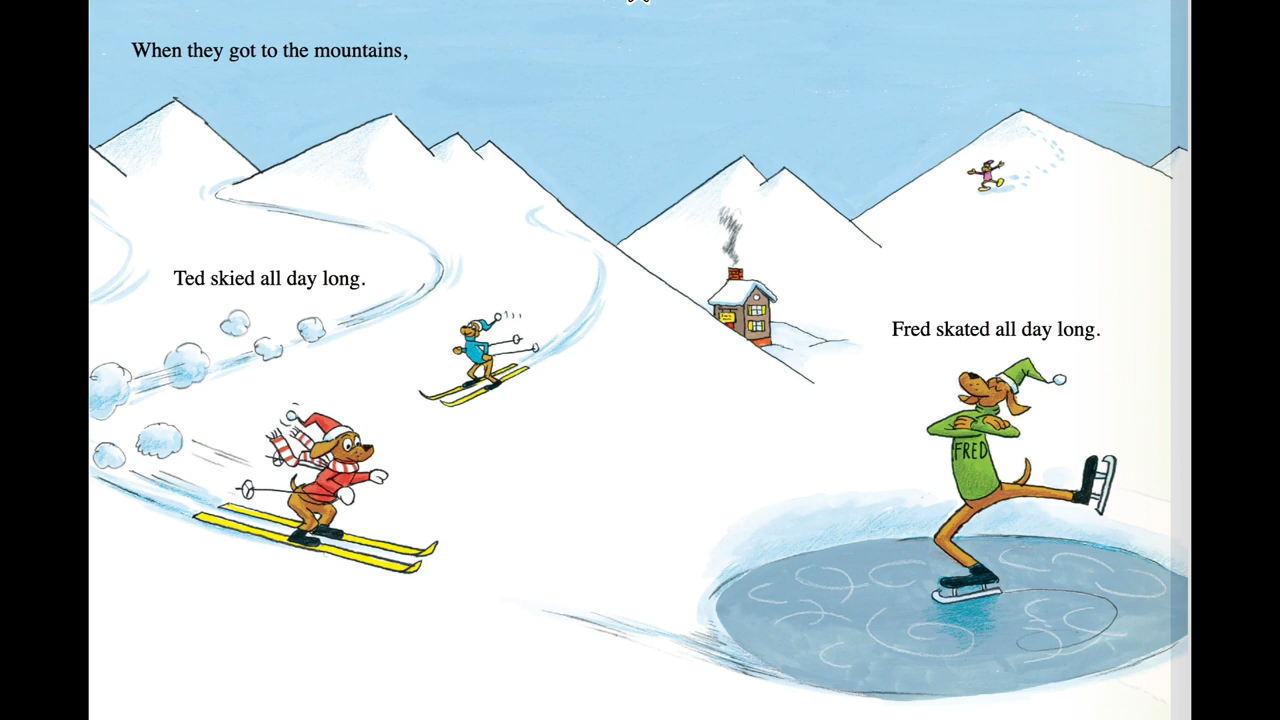 When they got to the mountains,
Ted skied all day long.
Fred skated all day long.
FRED